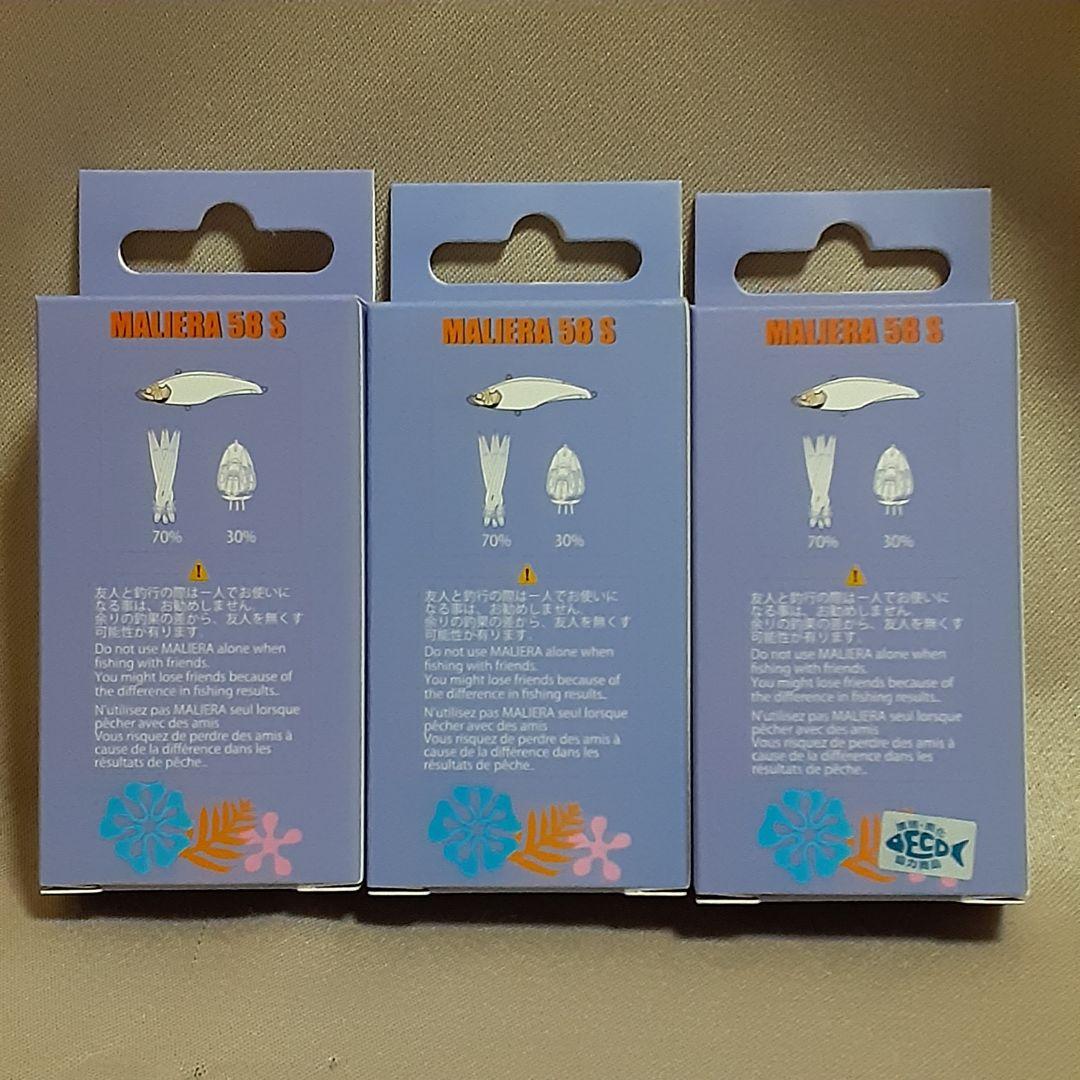 MALIERA 58 S
70%
30%
友人と釣行の際は一人でお使いに
なる事は、お勧めしません。
余りの釣果の差から、友人を無くす
可能性が有ります。
Do not use MALIERA alone when
fishing with friends.
You might lose friends because of
the difference in fishing results..
N'utilisez pas MALIERA seul lorsque
pêcher avec des amis
Vous risquez de perdre des amis à
cause de la différence dans les
résultats de pêche..
MALIERA 58 S
70%
30%
友人と釣行の際は一人でお使いに
なる事は、お勧めしません。
余りの釣果の差から、友人を無くす
可能性が有ります。
Do not use MALIERA alone when
fishing with friends.
You might lose friends because of
the difference in fishing results..
N'utilisez pas MALIERA seul lorsque
pêcher avec des amis
Vous risquez de perdre des amis à
cause de la différence dans les
résultats de pêche..
MALIERA 58 S
70%
30%
友人と釣行の際は一人でお使いに
なる事は、お勧めしません。
余りの釣果の差から、友人を無くす
可能性が有ります。
Do not use MALIERA alone when
fishing with friends.
You might lose friends because of
the difference in fishing results..
N'utilisez pas MALIERA seul lorsque
pêcher avec des amis
Vous risquez de perdre des amis à
cause de la différence dans les
résultats de pêche..
環境・美化
ECO
協力商品